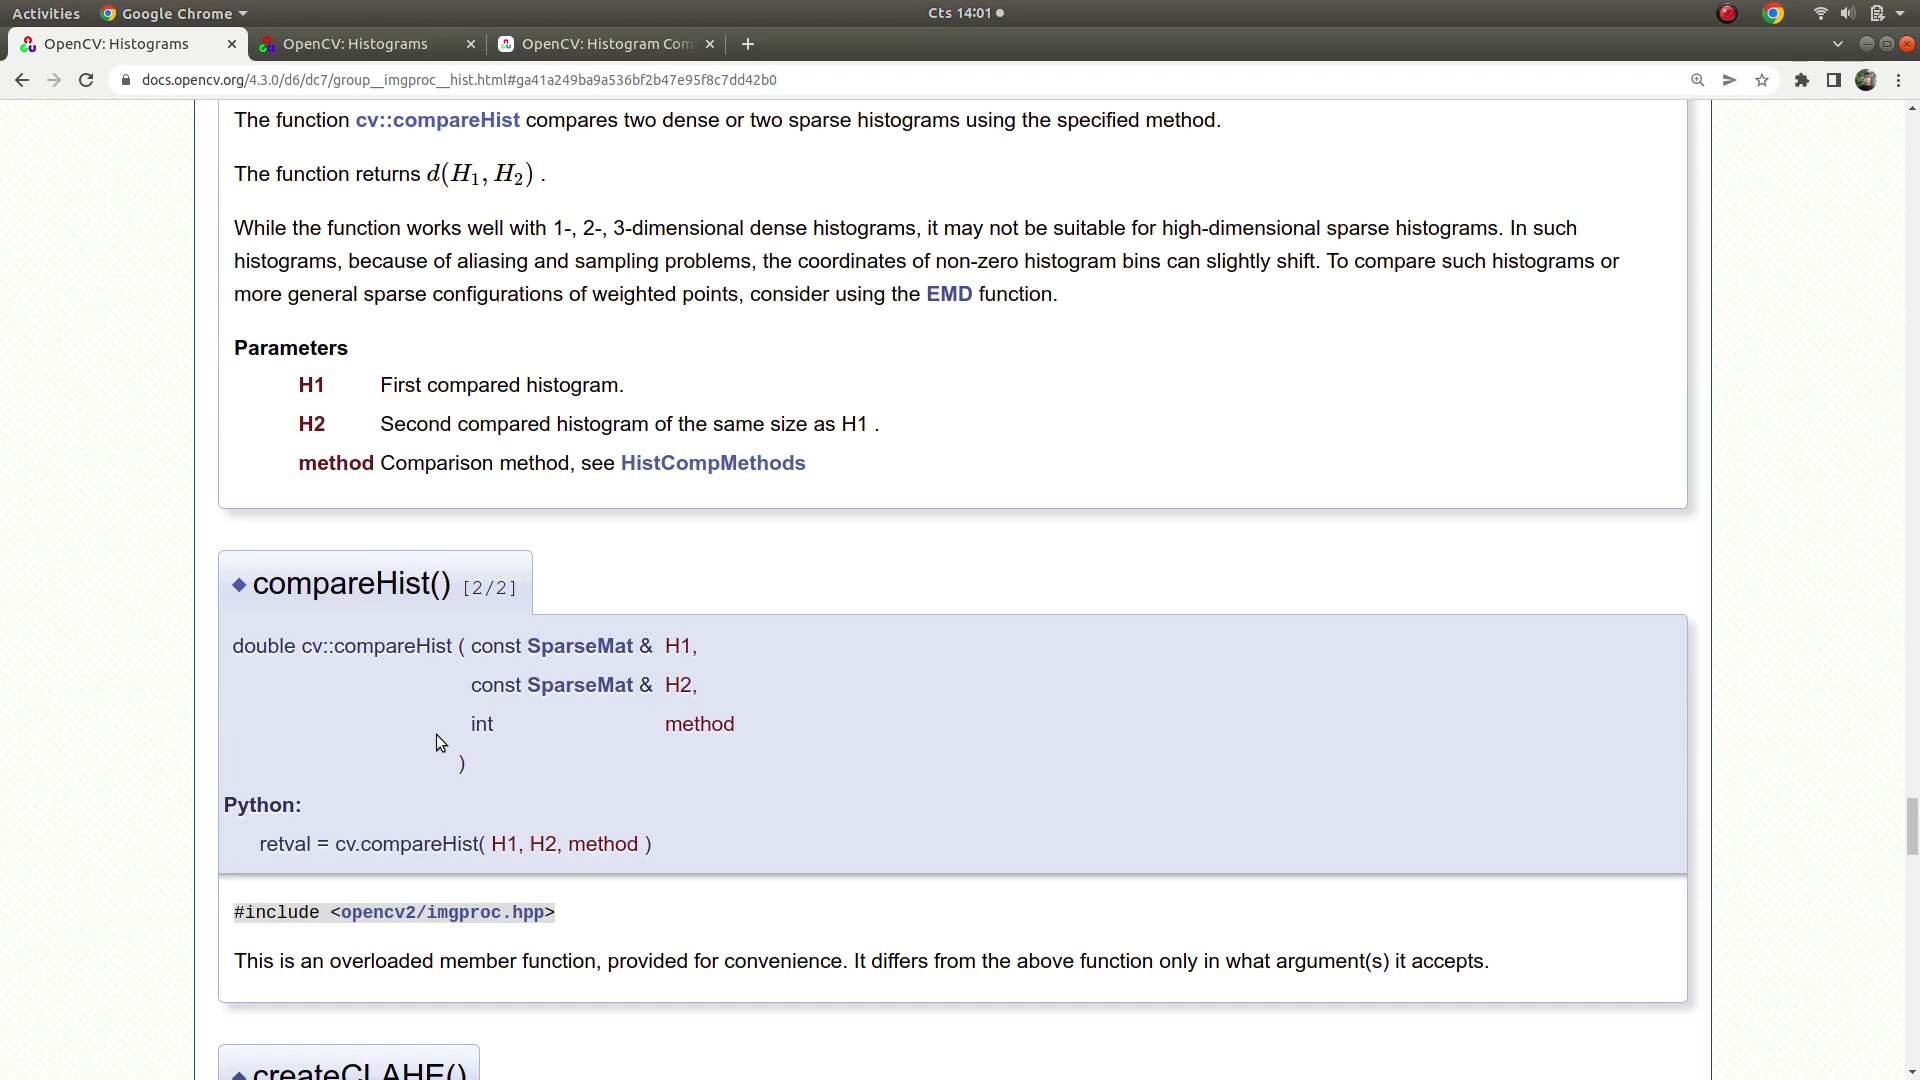 Activities
Google Chrome
Cts 14:01
OpenCV: Histograms
OpenCV: Histograms
OpenCV: Histogram Com
docs.opencv.org/4.3.0/d6/dc7/group__imgproc__hist.html#ga41a249ba9a536bf2b47e95f8c7dd42b0
The function cv::compareHist compares two dense or two sparse histograms using the specified method.
The function returns d(H1, H2) .
While the function works well with 1-, 2-, 3-dimensional dense histograms, it may not be suitable for high-dimensional sparse histograms. In such
histograms, because of aliasing and sampling problems, the coordinates of non-zero histogram bins can slightly shift. To compare such histograms or
more general sparse configurations of weighted points, consider using the EMD function.
Parameters
H1 First compared histogram.
H2 Second compared histogram of the same size as H1 .
method Comparison method, see HistCompMethods
◆ compareHist() [2/2]
double cv::compareHist ( const SparseMat & H1,
const SparseMat & H2,
int method
)
Python:
retval = cv.compareHist( H1, H2, method )
#include <opencv2/imgproc.hpp>
This is an overloaded member function, provided for convenience. It differs from the above function only in what argument(s) it accepts.
◆ createCLAHE()